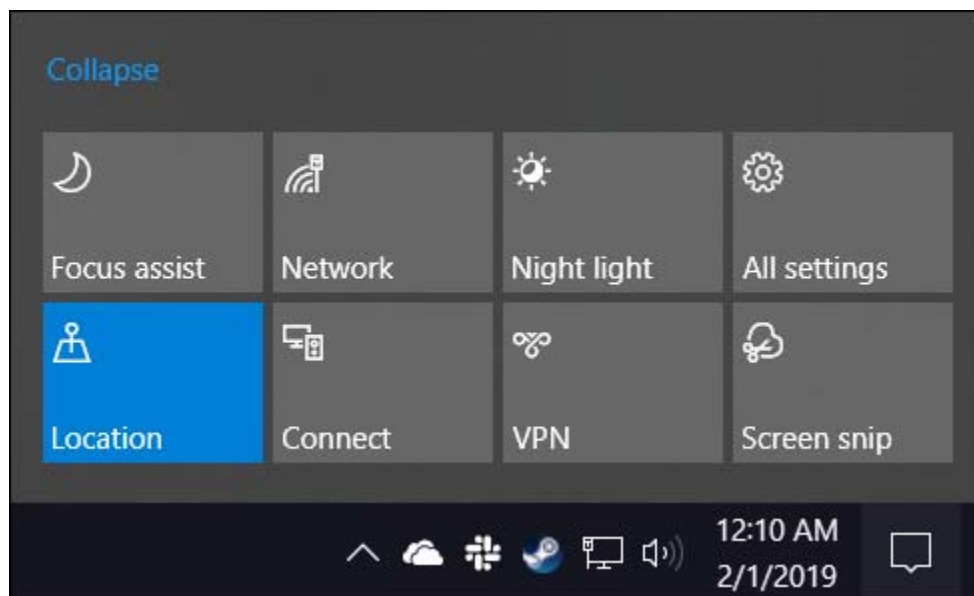 Collapse
Focus assist
Network
Night light
All settings
Location
Connect
VPN
Screen snip
12:10 AM
2/1/2019